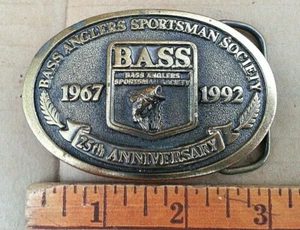 BASS ANGLERS SPORTSMAN SOCIETY
B.A.S.S.
BASS ANGLERS
SPORTSMAN SOCIETY
1967 1992
25th ANNIVERSARY
1 2 3